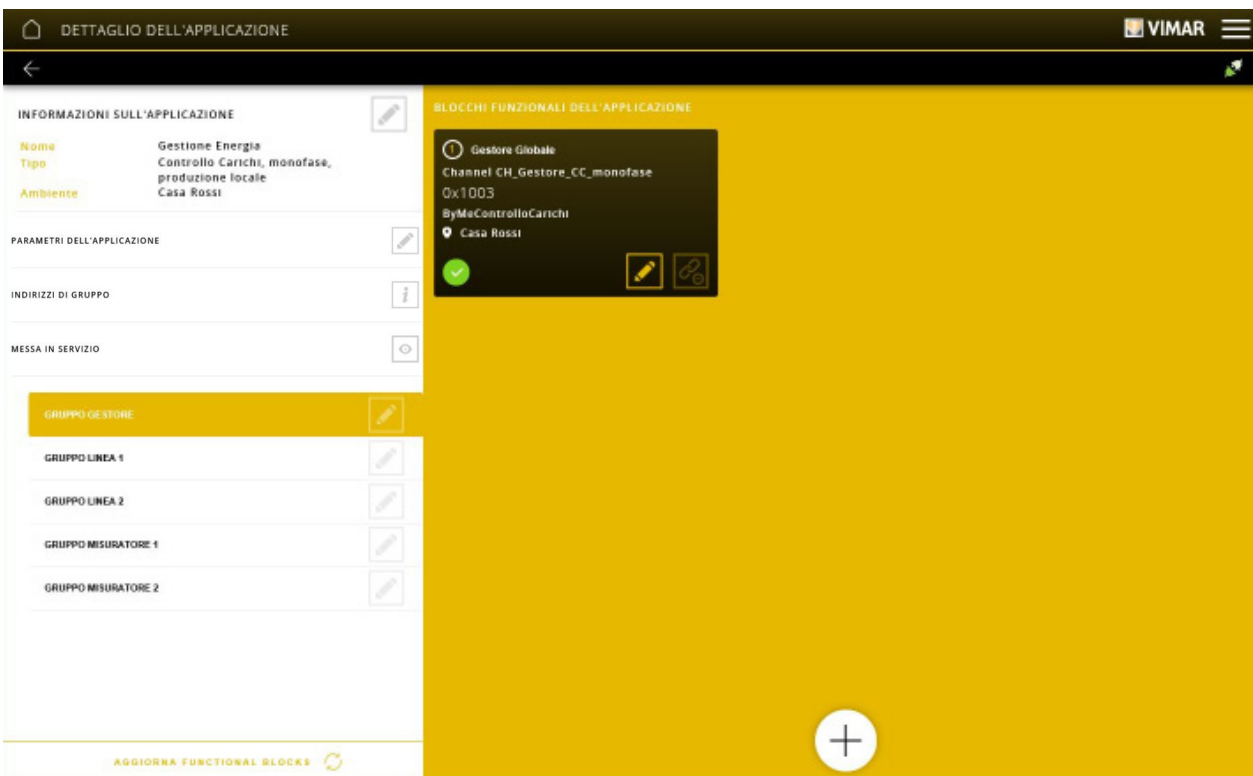 DETTAGLIO DELL'APPLICAZIONE
VIMAR
INFORMAZIONI SULL'APPLICAZIONE
Nome Gestione Energia
Tipo Controllo Carichi, monofase,
produzione locale
Ambiente Casa Rossi
PARAMETRI DELL'APPLICAZIONE
INDIRIZZI DI GRUPPO
i
MESSA IN SERVIZIO
GRUPPO GESTORE
GRUPPO LINEA 1
GRUPPO LINEA 2
GRUPPO MISURATORE 1
GRUPPO MISURATORE 2
AGGIORNA FUNCTIONAL BLOCKS
BLOCCHI FUNZIONALI DELL'APPLICAZIONE
1 Gestore Globale
Channel CH_Gestore_CC_monofase
0x1003
ByMeControlloCarichi
Casa Rossi